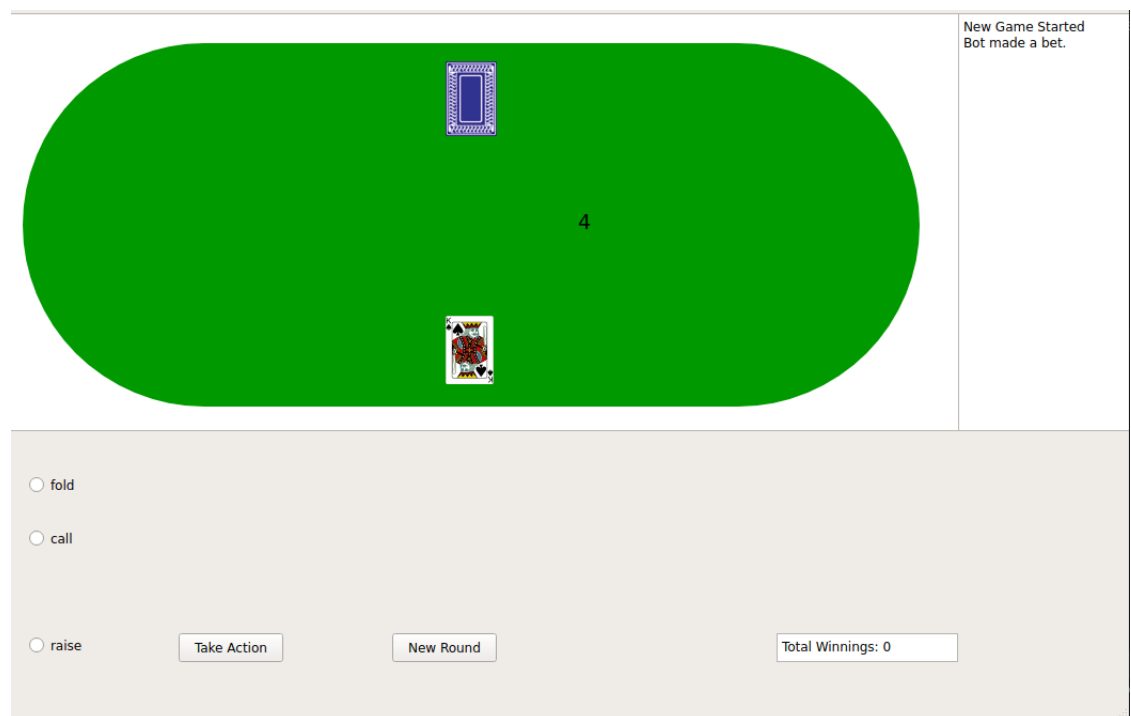 New Game Started
Bot made a bet.
4
K
K
fold
call
raise
Take Action
New Round
Total Winnings: 0